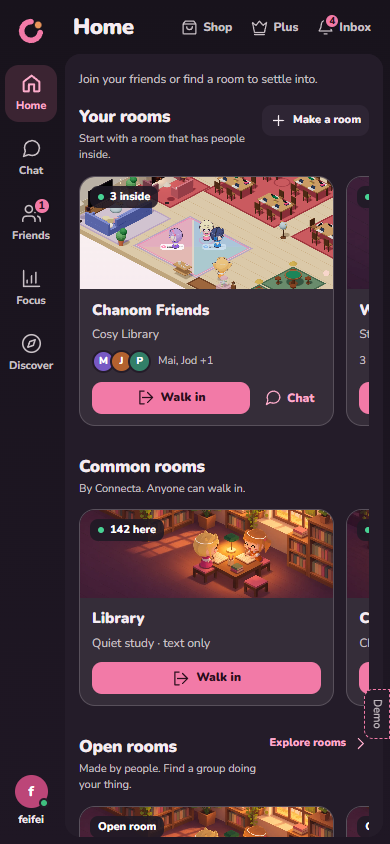 Home
Shop
Plus
4
Inbox
Home
Chat
1
Friends
Focus
Discover
Join your friends or find a room to settle into.
Your rooms
Start with a room that has people
inside.
Make a room
3 inside
Chanom Friends
Cosy Library
M J P Mai, Jod +1
Walk in
Chat
3
Common rooms
By Connecta. Anyone can walk in.
142 here
Library
Quiet study · text only
Walk in
Demo
Open rooms
Explore rooms
Made by people. Find a group doing
your thing.
Open room
f
feifei